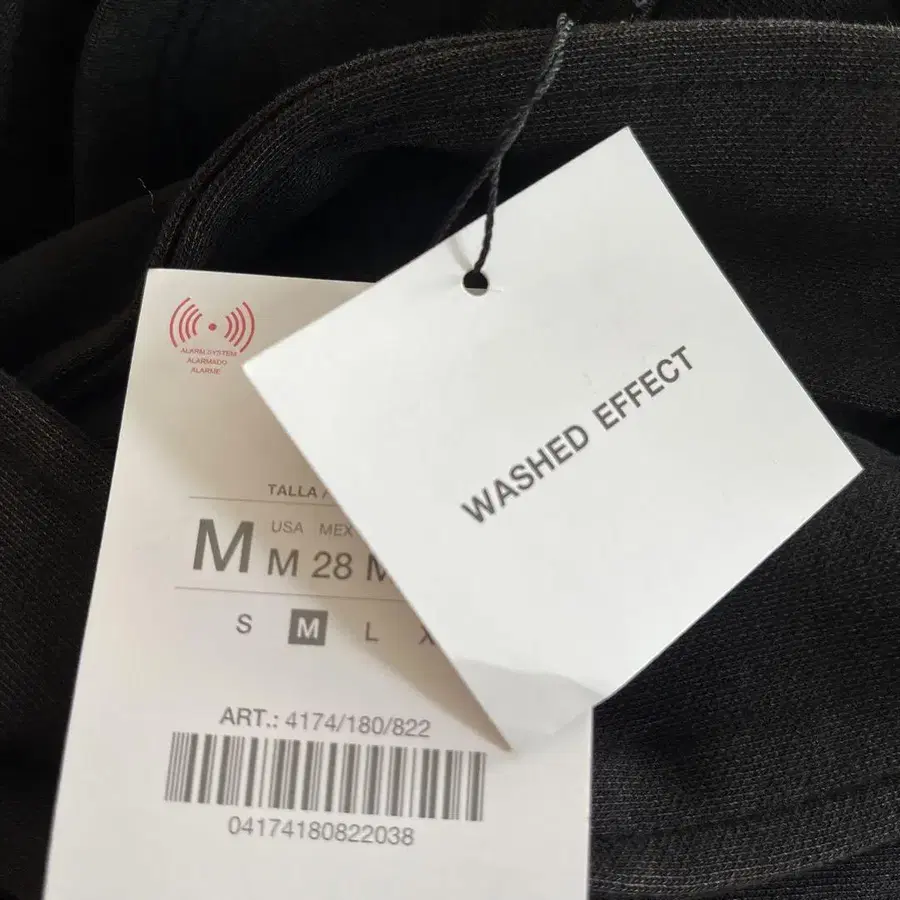 ALARM SYSTEM
ALARMADO
ALARME
WASHED EFFECT
TALLA /
USA MEX
M M 28 M
S M L X
ART.: 4174/180/822
04174180822038